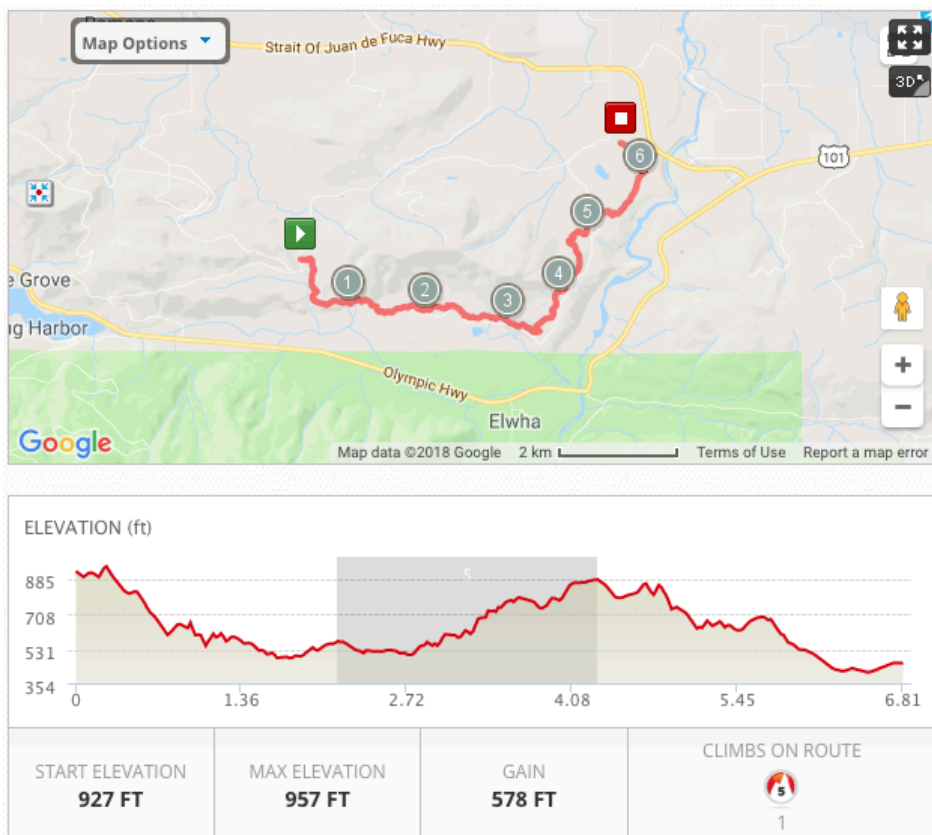 Map Options
Strait Of Juan de Fuca Hwy
3D
6
101
5
1
2
3
4
e Grove
g Harbor
Olympic Hwy
Elwha
+
−
Google
Map data ©2018 Google 2 km Terms of Use Report a map error
ELEVATION (ft)
5
885
708
531
354
0 1.36 2.72 4.08 5.45 6.81
START ELEVATION MAX ELEVATION GAIN CLIMBS ON ROUTE
927 FT 957 FT 578 FT 5
1